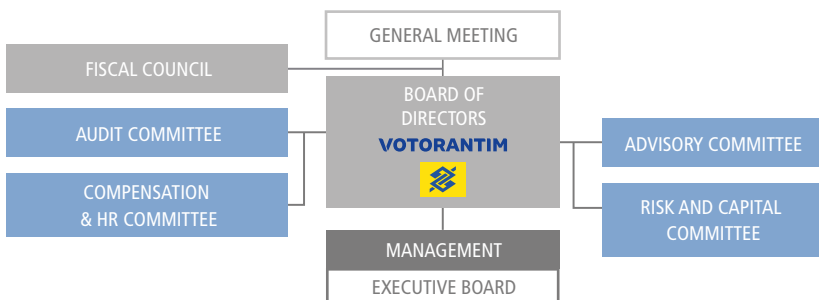 GENERAL MEETING
FISCAL COUNCIL
BOARD OF
DIRECTORS
VOTORANTIM
AUDIT COMMITTEE
COMPENSATION
& HR COMMITTEE
ADVISORY COMMITTEE
RISK AND CAPITAL
COMMITTEE
MANAGEMENT
EXECUTIVE BOARD